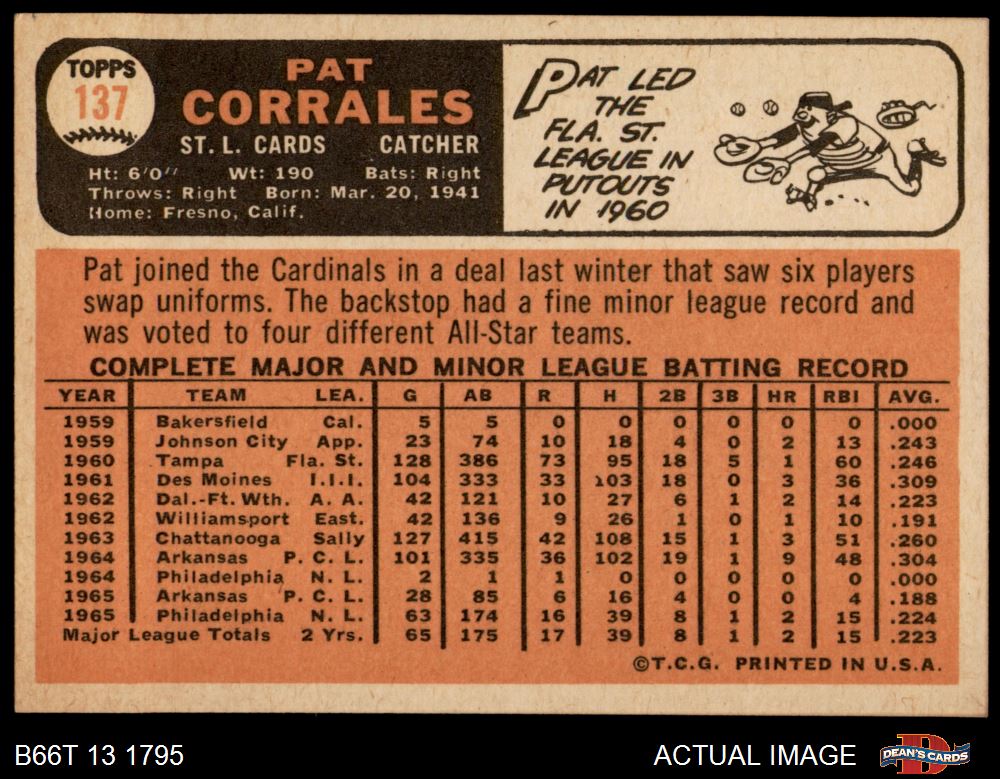 TOPPS
137
PAT
CORRALES
ST. L. CARDS CATCHER
Ht: 6'0" Wt: 190 Bats: Right
Throws: Right Born: Mar. 20, 1941
Home: Fresno, Calif.
PAT LED
THE
FLA. ST.
LEAGUE IN
PUTOUTS
IN 1960
Pat joined the Cardinals in a deal last winter that saw six players
swap uniforms. The backstop had a fine minor league record and
was voted to four different All-Star teams.
COMPLETE MAJOR AND MINOR LEAGUE BATTING RECORD
YEAR TEAM LEA. G AB R H 2B 3B HR RBI AVG.
1959 Bakersfield Cal. 5 5 0 0 0 0 0 0 .000
1959 Johnson City App. 23 74 10 18 4 0 2 13 .243
1960 Tampa Fla. St. 128 386 73 95 18 5 1 60 .246
1961 Des Moines I.I.I. 104 333 33 103 18 0 3 36 .309
1962 Dal.-Ft. Wth. A. A. 42 121 10 27 6 1 2 14 .223
1962 Williamsport East. 42 136 9 26 1 0 1 10 .191
1963 Chattanooga Sally 127 415 42 108 15 1 3 51 .260
1964 Arkansas P. C. L. 101 335 36 102 19 1 9 48 .304
1964 Philadelphia N. L. 2 1 1 0 0 0 0 0 .000
1965 Arkansas P. C. L. 28 85 6 16 4 0 0 4 .188
1965 Philadelphia N. L. 63 174 16 39 8 1 2 15 .224
Major League Totals 2 Yrs. 65 175 17 39 8 1 2 15 .223
©T.C.G. PRINTED IN U.S.A.
B66T 13 1795 ACTUAL IMAGE
DEAN'S CARDS